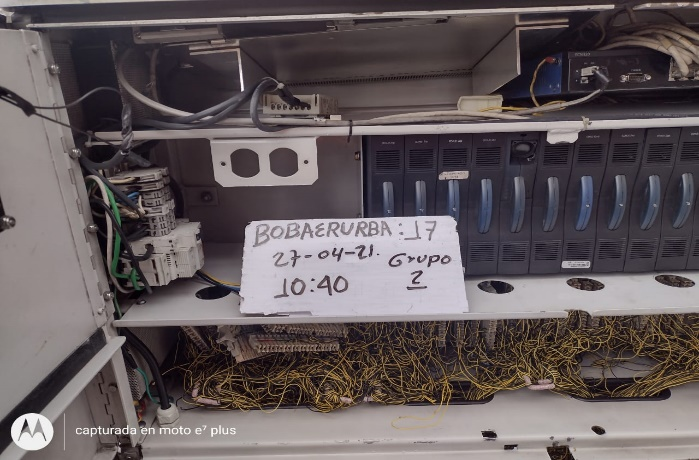 BOBAERURBA: 17
27-04-21.
Grupo
10:40
2
capturada en moto e⁷ plus